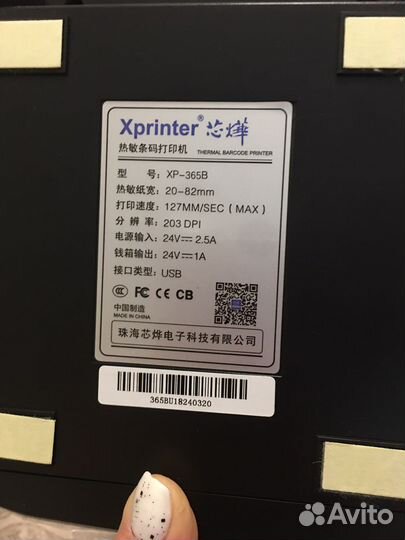 Xprinter® 芯烨
热敏条码打印机 THERMAL BARCODE PRINTER
型 号: XP-365B
热敏纸宽: 20-82mm
打印速度: 127MM/SEC ( MAX )
分 辨 率: 203 DPI
电源输入: 24V⎓2.5A
钱箱输出: 24V⎓1A
接口类型: USB
CCC FC CE CB
中国制造
MADE IN CHINA
珠海芯烨电子科技有限公司
365BU18240320
Avito